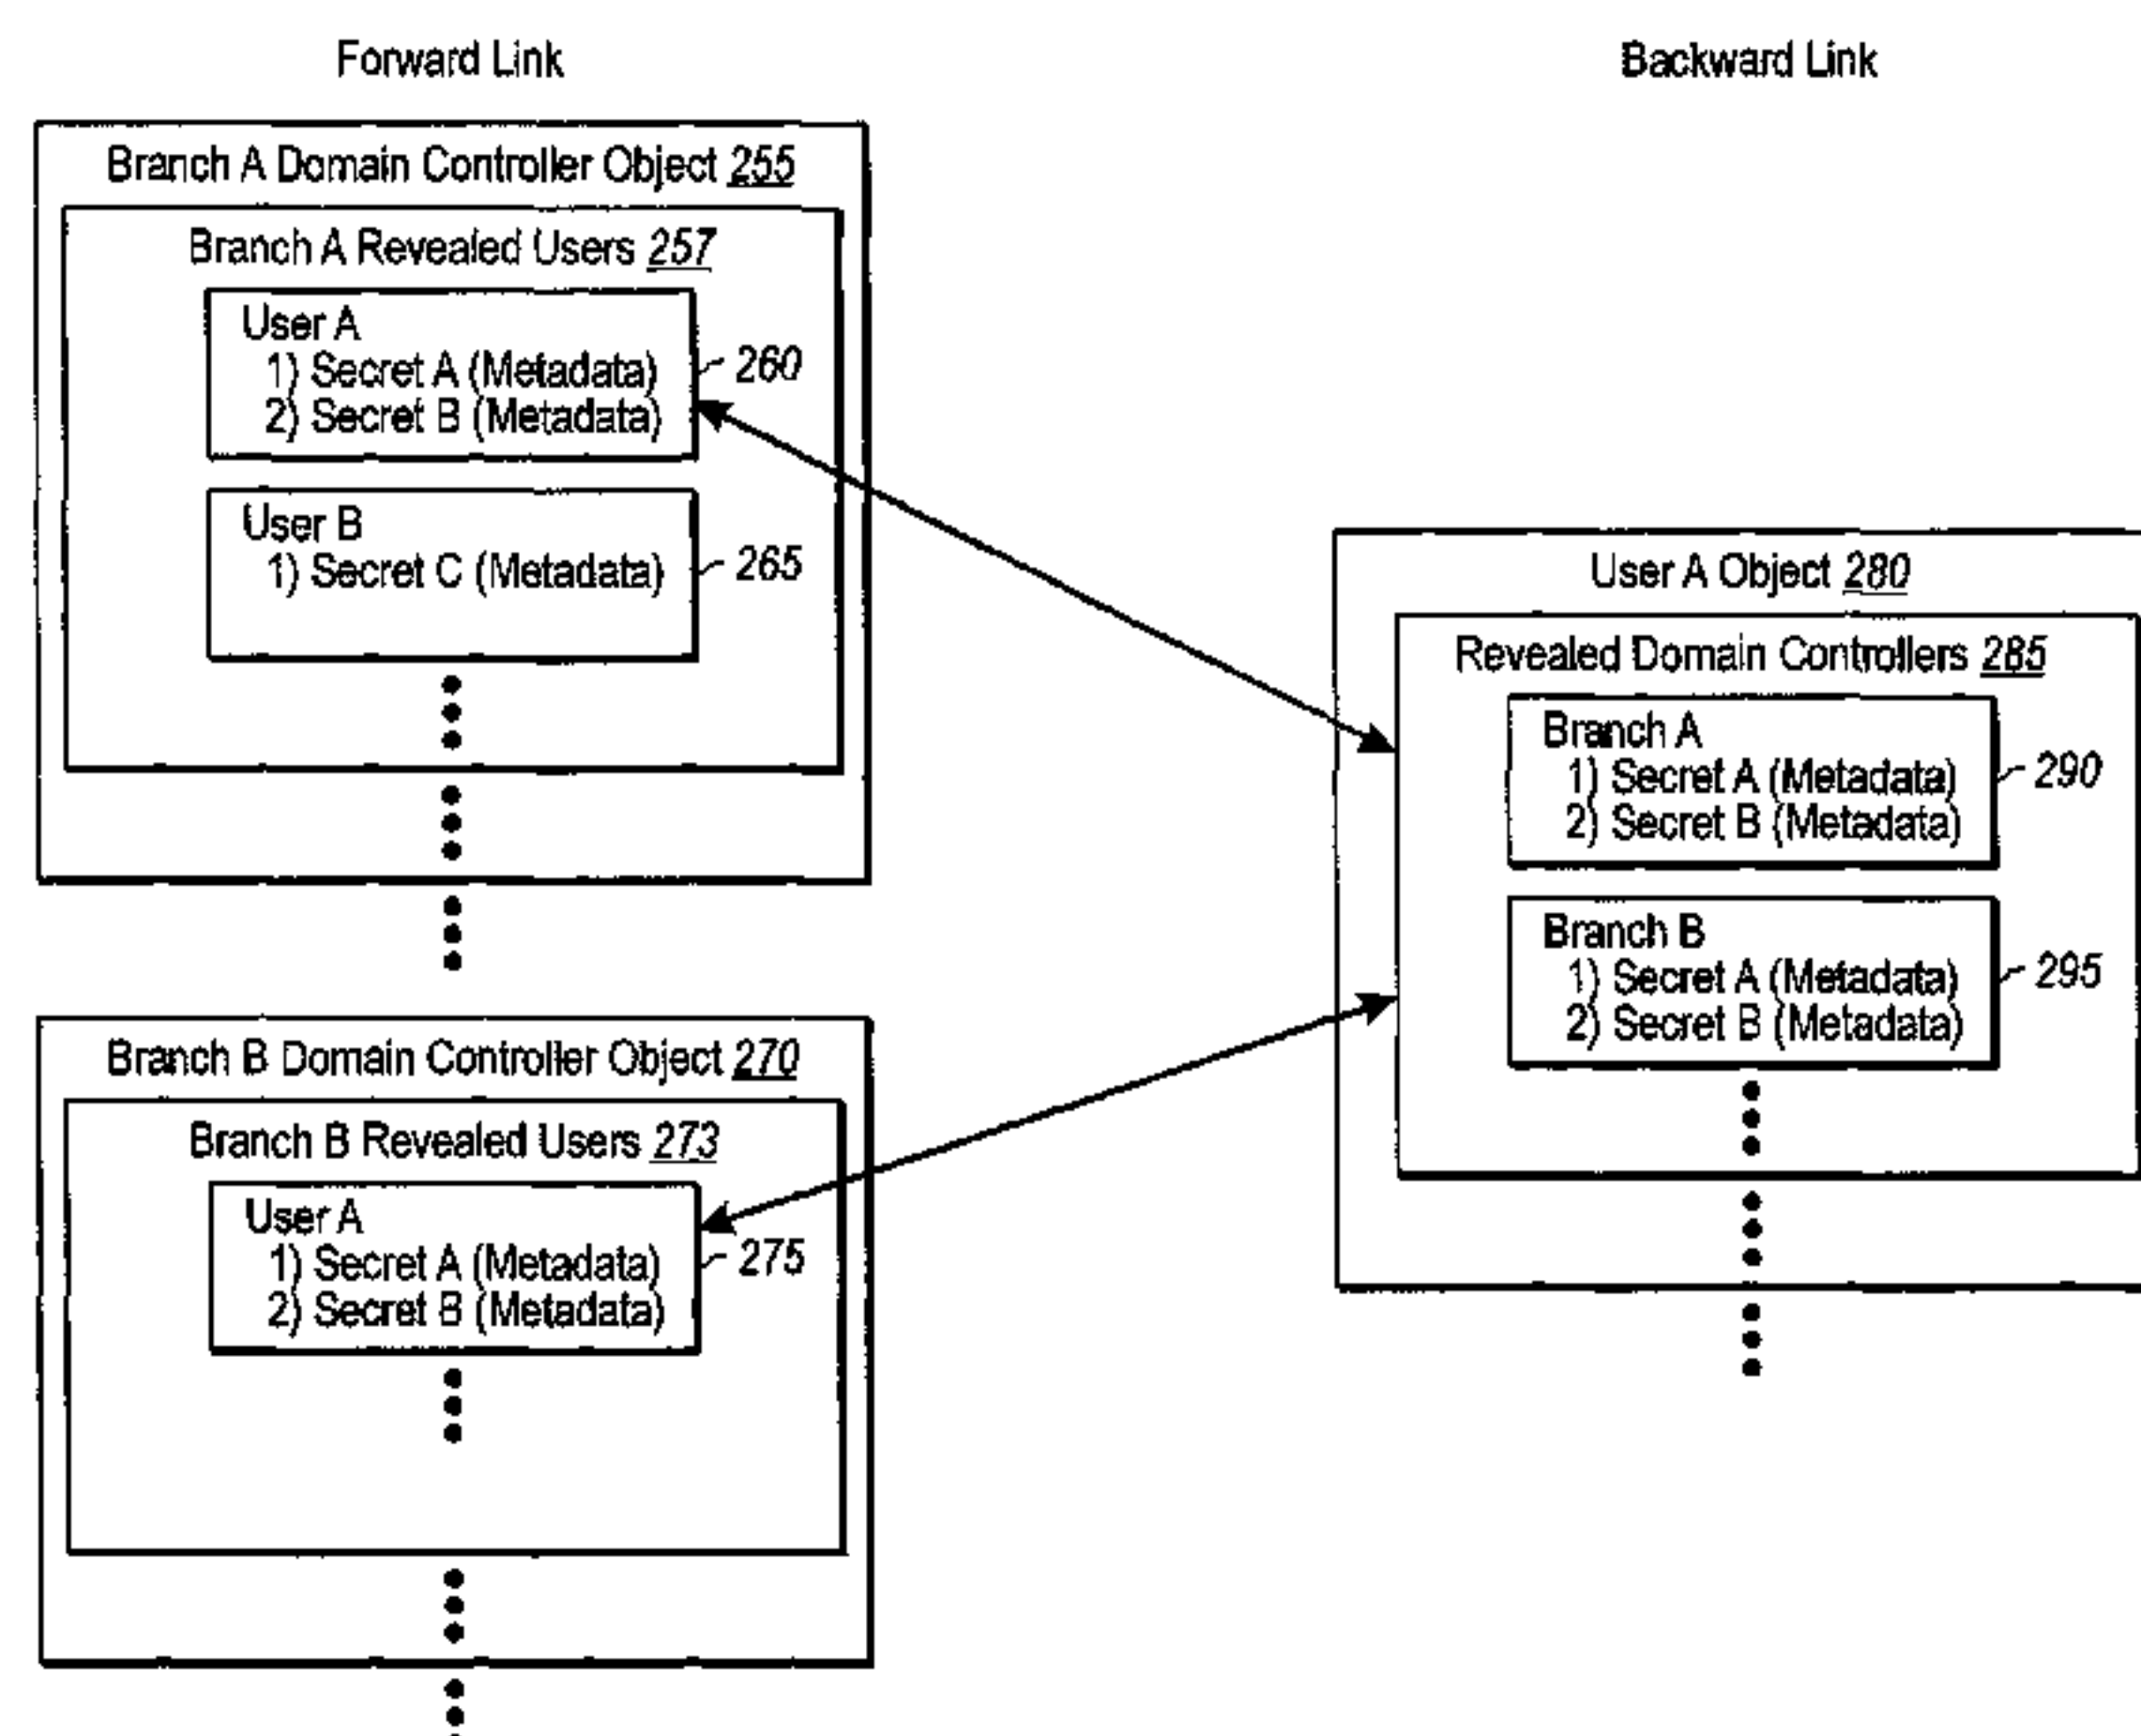 Forward Link
Backward Link
Branch A Domain Controller Object 255
Branch A Revealed Users 257
User A
1) Secret A (Metadata)
2) Secret B (Metadata)
260
User B
1) Secret C (Metadata)
265
Branch B Domain Controller Object 270
Branch B Revealed Users 273
User A
1) Secret A (Metadata)
2) Secret B (Metadata)
275
User A Object 280
Revealed Domain Controllers 285
Branch A
1) Secret A (Metadata)
2) Secret B (Metadata)
290
Branch B
1) Secret A (Metadata)
2) Secret B (Metadata)
295